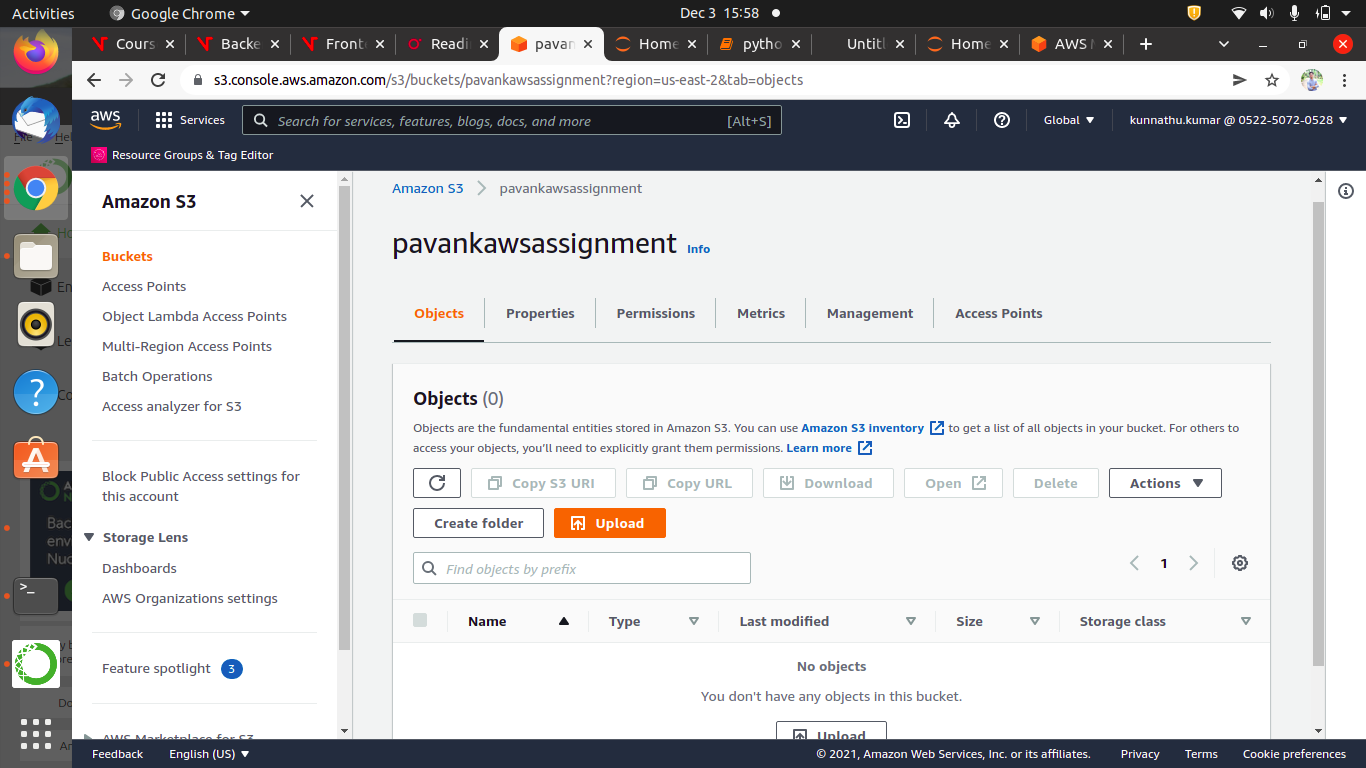 Activities Google Chrome Dec 3 15:58
Cours Backe Fronte Readi pavan Home python Untitl Home AWS M
s3.console.aws.amazon.com/s3/buckets/pavankawsassignment?region=us-east-2&tab=objects
aws Services Search for services, features, blogs, docs, and more [Alt+S] Global kunnathu.kumar @ 0522-5072-0528
Resource Groups & Tag Editor
Amazon S3
Buckets
Access Points
Object Lambda Access Points
Multi-Region Access Points
Batch Operations
Access analyzer for S3
Block Public Access settings for
this account
Storage Lens
Dashboards
AWS Organizations settings
Feature spotlight 3
AWS Marketplace for S3
Amazon S3 pavankawsassignment
pavankawsassignment Info
Objects Properties Permissions Metrics Management Access Points
Objects (0)
Objects are the fundamental entities stored in Amazon S3. You can use Amazon S3 inventory to get a list of all objects in your bucket. For others to
access your objects, you'll need to explicitly grant them permissions. Learn more
Copy S3 URI Copy URL Download Open Delete Actions
Create folder Upload
Find objects by prefix 1
Name Type Last modified Size Storage class
No objects
You don't have any objects in this bucket.
Upload
Feedback English (US) © 2021, Amazon Web Services, Inc. or its affiliates. Privacy Terms Cookie preferences